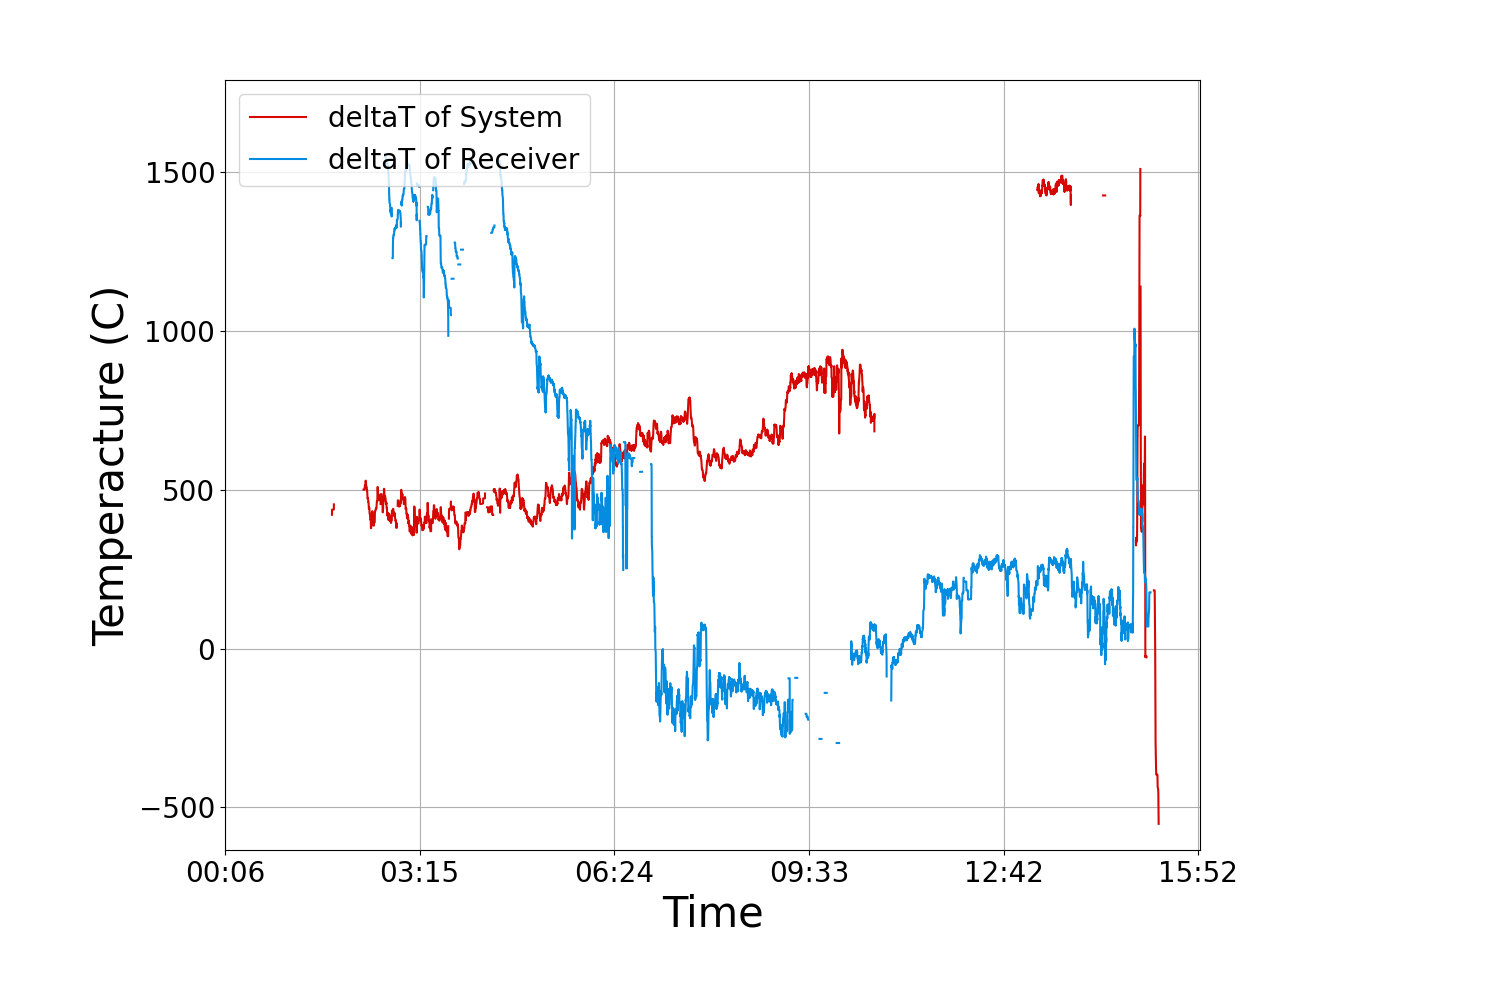 deltaT of System
deltaT of Receiver
1500
1000
500
0
−500
Temperacture (C)
00:06 03:15 06:24 09:33 12:42 15:52
Time